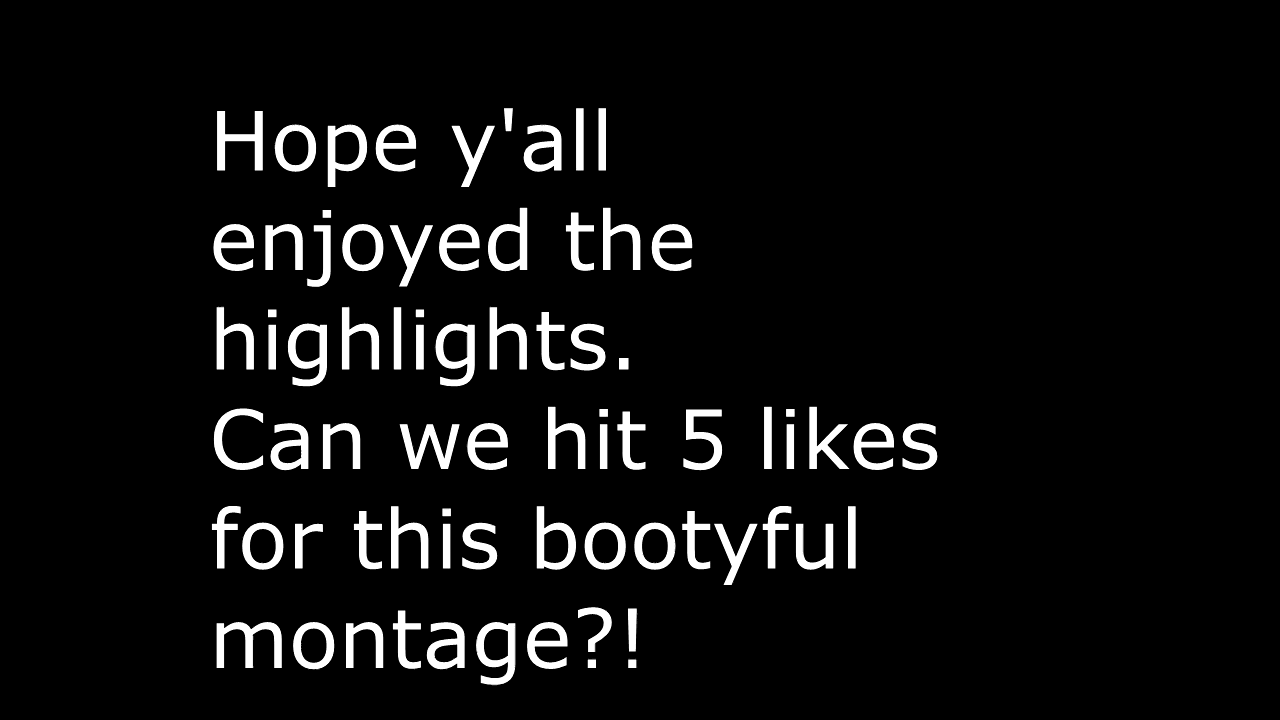 Hope y'all
enjoyed the
highlights.
Can we hit 5 likes
for this bootyful
montage?!